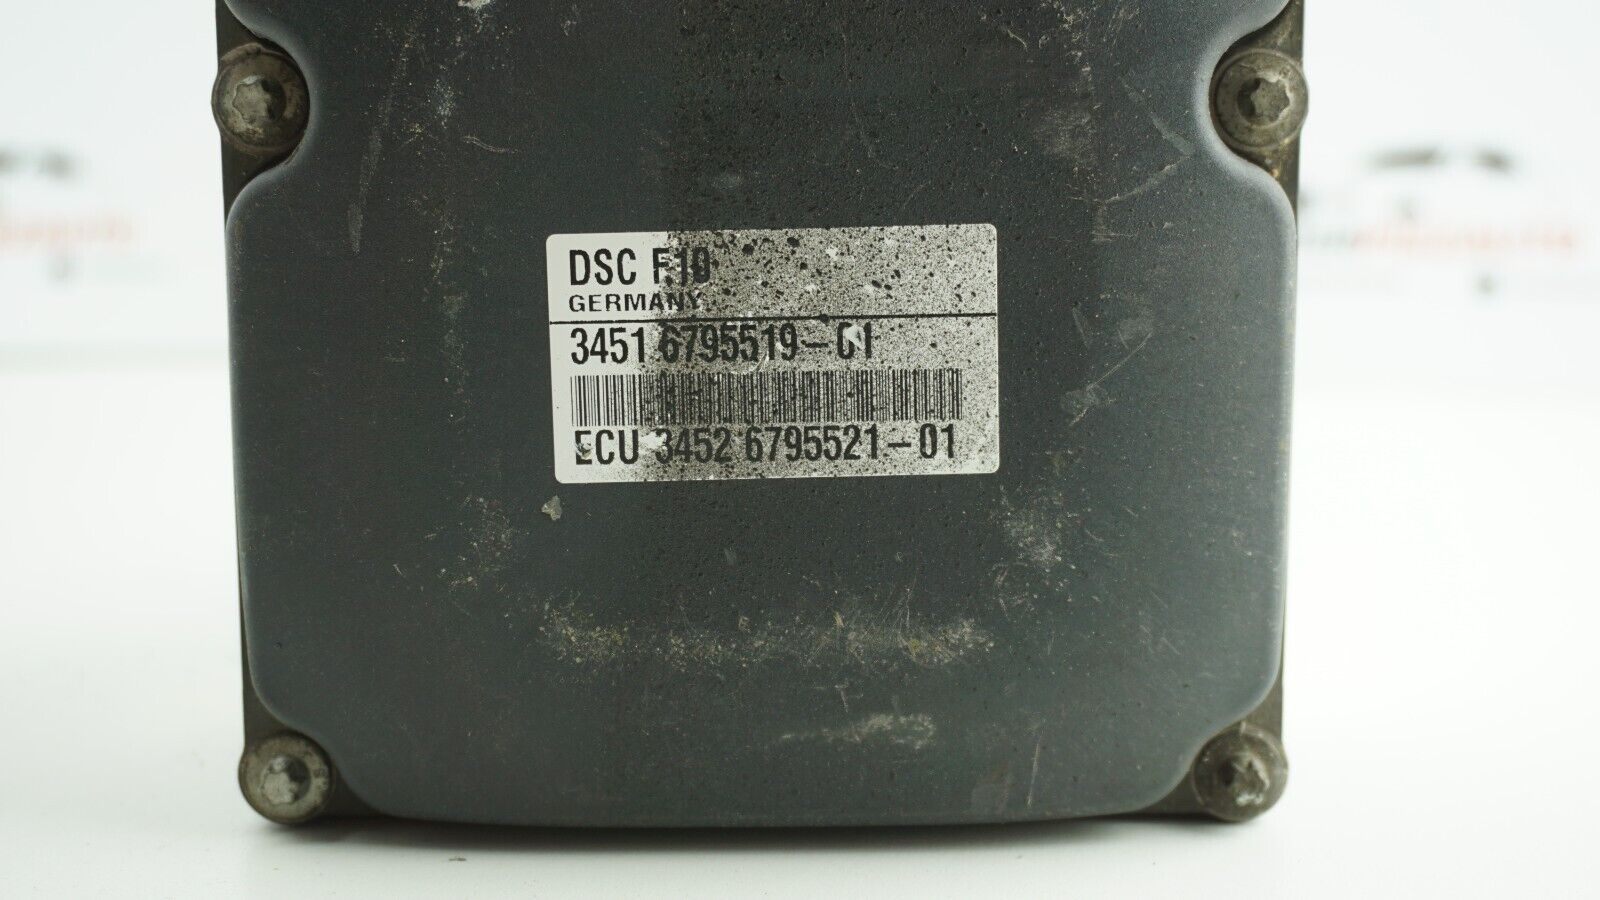 DSC F10
GERMANY
3451 6795519-01
ECU 3452 6795521-01